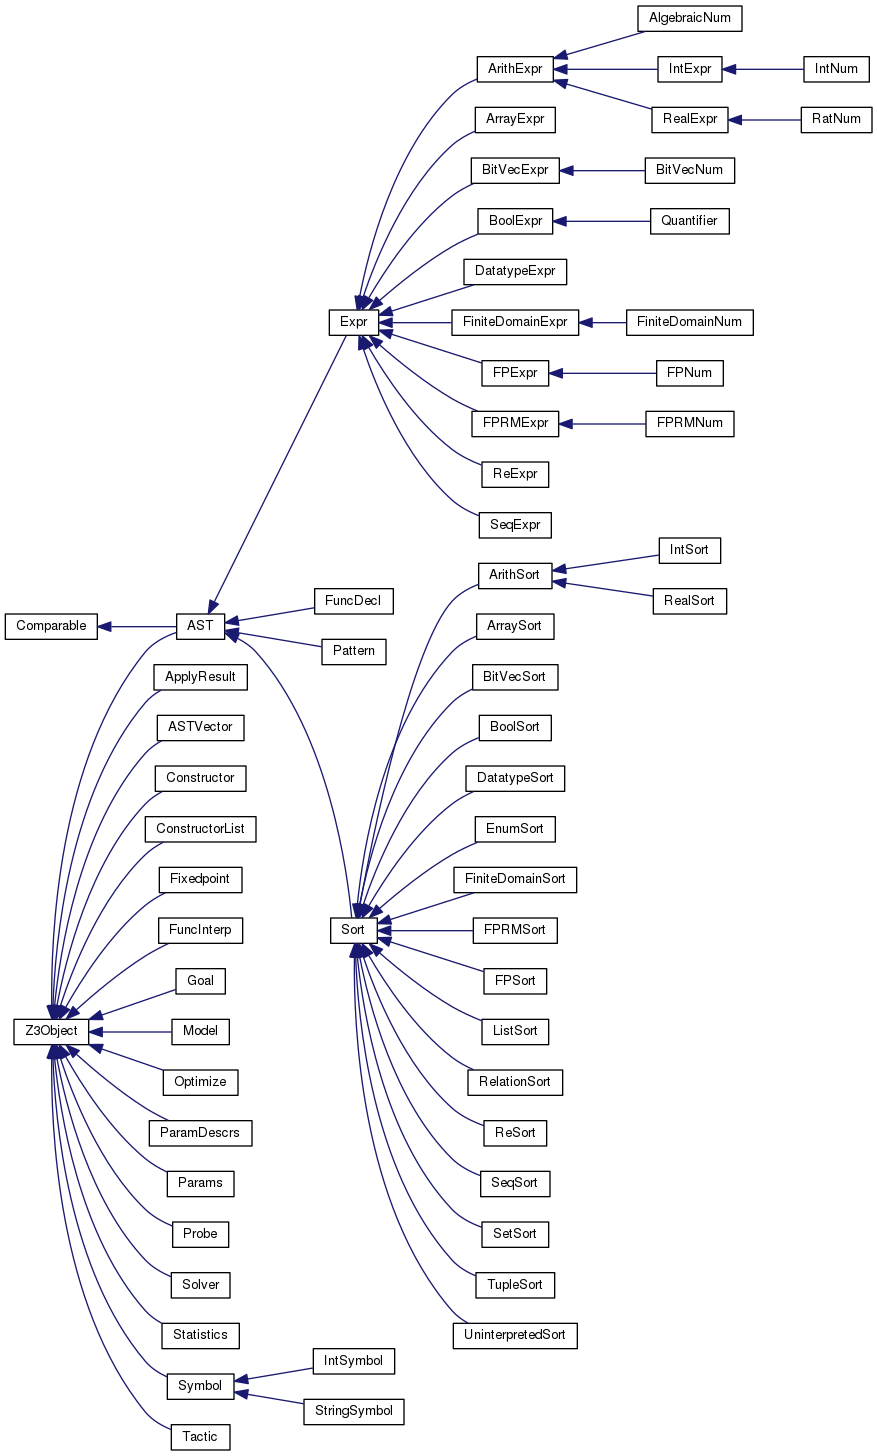 AlgebraicNum
ArithExpr
IntExpr
IntNum
RealExpr
RatNum
ArrayExpr
BitVecExpr
BitVecNum
BoolExpr
Quantifier
DatatypeExpr
Expr
FiniteDomainExpr
FiniteDomainNum
FPExpr
FPNum
FPRMExpr
FPRMNum
ReExpr
SeqExpr
IntSort
ArithSort
RealSort
FuncDecl
Comparable
AST
ArraySort
Pattern
ApplyResult
BitVecSort
ASTVector
BoolSort
Constructor
DatatypeSort
ConstructorList
EnumSort
Fixedpoint
FiniteDomainSort
FuncInterp
Sort
FPRMSort
Goal
FPSort
Z3Object
Model
ListSort
Optimize
RelationSort
ParamDescrs
ReSort
Params
SeqSort
Probe
SetSort
Solver
TupleSort
Statistics
UninterpretedSort
IntSymbol
Symbol
StringSymbol
Tactic